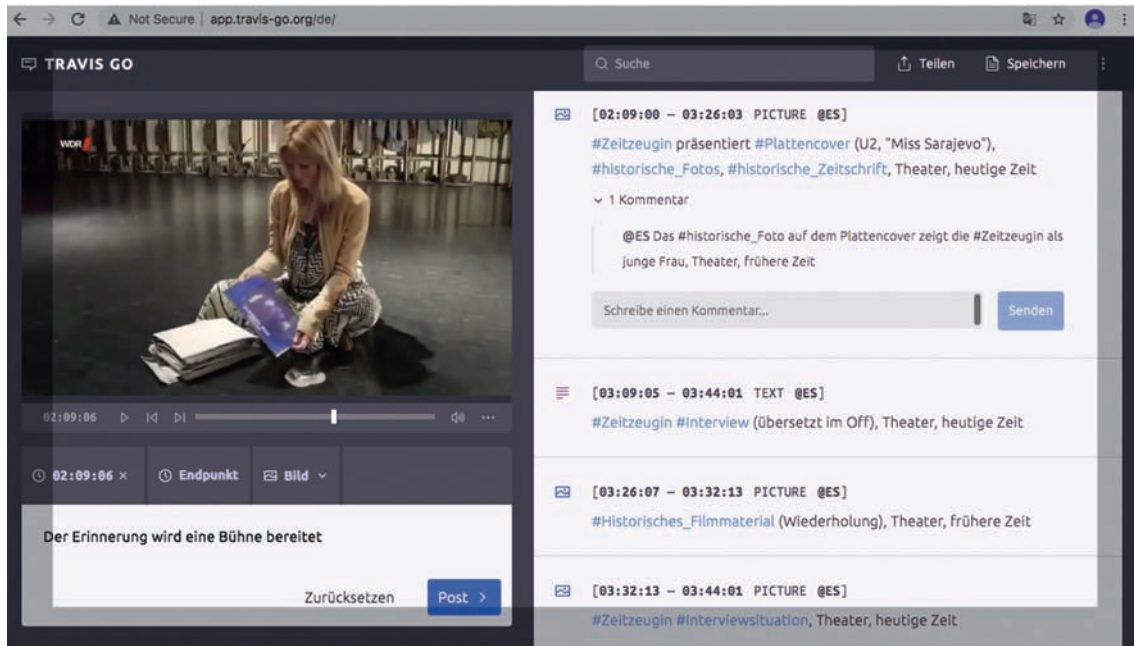 Not Secure app.travis-go.org/de/
TRAVIS GO
Suche
Teilen
Speichern
WDR
02:09:06
02:09:06 ×
Endpunkt
Bild
Der Erinnerung wird eine Bühne bereitet
Zurücksetzen
Post >
[02:09:00 – 03:26:03 PICTURE @ES]
#Zeitzeugin präsentiert #Plattencover (U2, "Miss Sarajevo"),
#historische_Fotos, #historische_Zeitschrift, Theater, heutige Zeit
1 Kommentar
@ES Das #historische_Foto auf dem Plattencover zeigt die #Zeitzeugin als
junge Frau, Theater, frühere Zeit
Schreibe einen Kommentar...
Senden
[03:09:05 – 03:44:01 TEXT @ES]
#Zeitzeugin #Interview (übersetzt im Off), Theater, heutige Zeit
[03:26:07 – 03:32:13 PICTURE @ES]
#Historisches_Filmmaterial (Wiederholung), Theater, frühere Zeit
[03:32:13 – 03:44:01 PICTURE @ES]
#Zeitzeugin #Interviewsituation, Theater, heutige Zeit